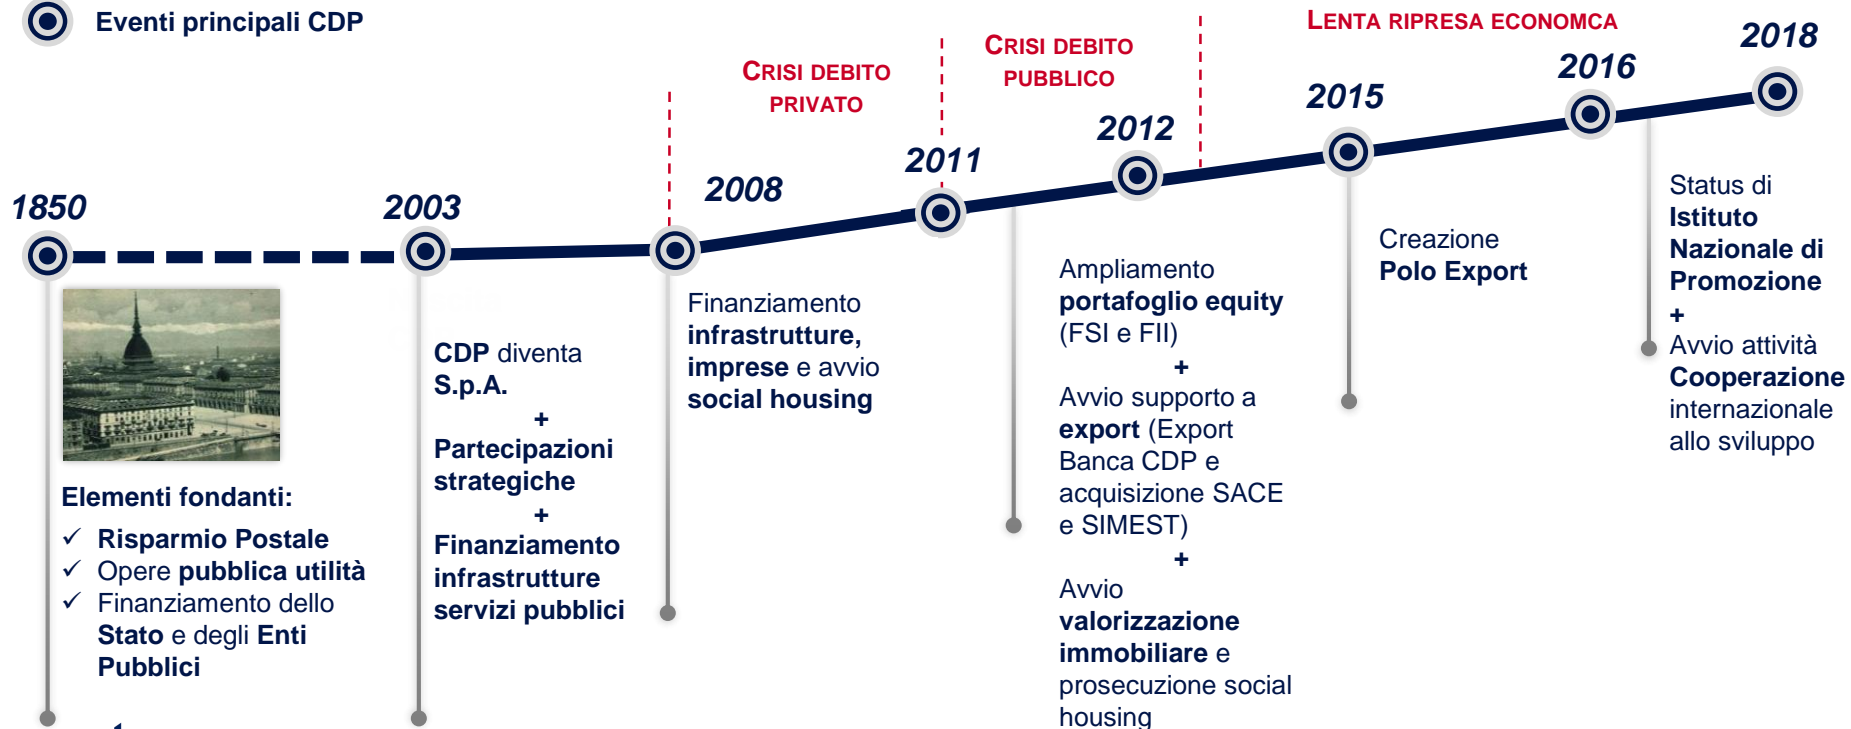 Eventi principali CDP
CRISI DEBITO
PRIVATO
CRISI DEBITO
PUBBLICO
LENTA RIPRESA ECONOMCA
1850
2003
2008
2011
2012
2015
2016
2018
Elementi fondanti:
✓ Risparmio Postale
✓ Opere pubblica utilità
✓ Finanziamento dello
Stato e degli Enti
Pubblici
CDP diventa
S.p.A.
+
Partecipazioni
strategiche
+
Finanziamento
infrastrutture
servizi pubblici
Finanziamento
infrastrutture,
imprese e avvio
social housing
Ampliamento
portafoglio equity
(FSI e FII)
+
Avvio supporto a
export (Export
Banca CDP e
acquisizione SACE
e SIMEST)
+
Avvio
valorizzazione
immobiliare e
prosecuzione social
housing
Creazione
Polo Export
Status di
Istituto
Nazionale di
Promozione
+
Avvio attività
Cooperazione
internazionale
allo sviluppo